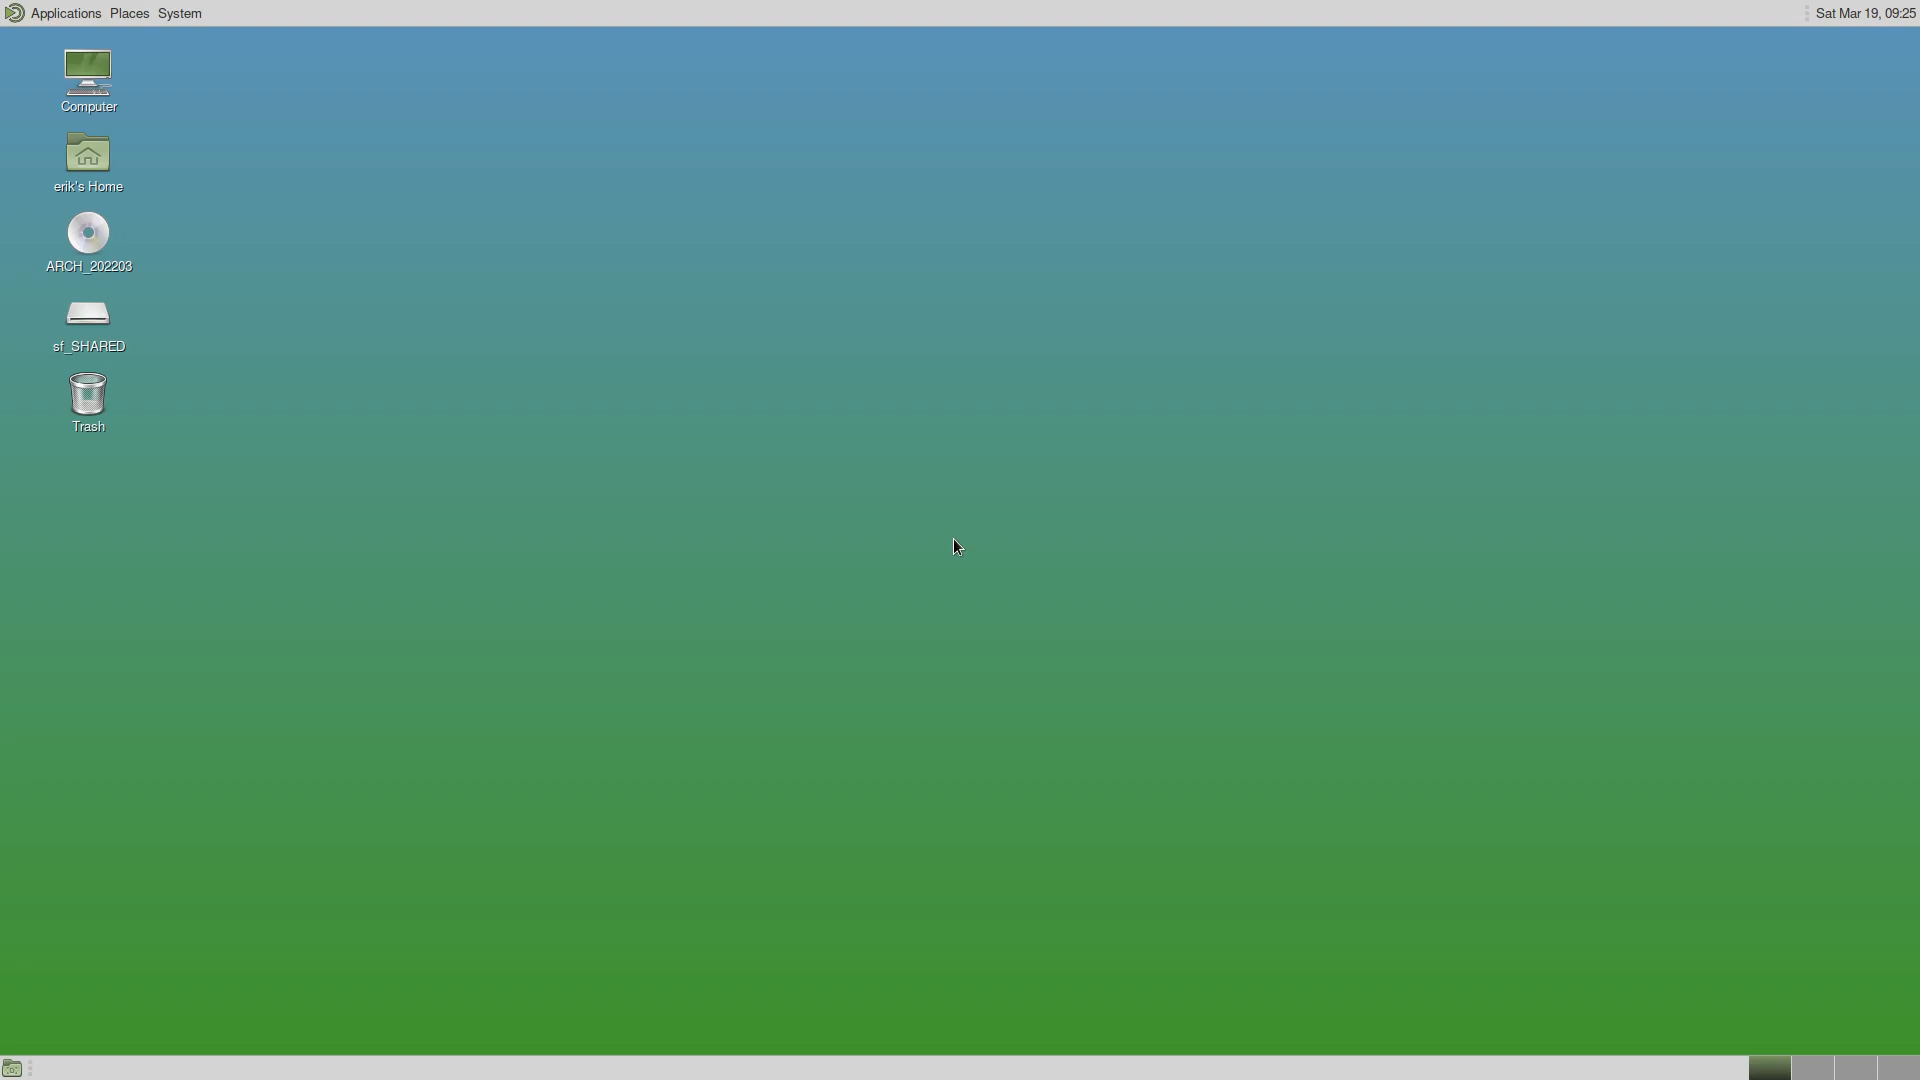 Applications Places System Sat Mar 19, 09:25
Computer
erik's Home
ARCH_202203
sf_SHARED
Trash